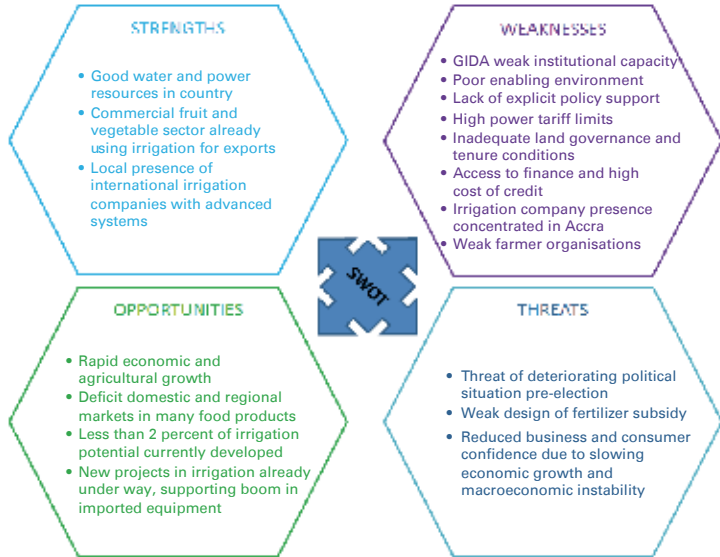 STRENGTHS
• Good water and power
resources in country
• Commercial fruit and
vegetable sector already
using irrigation for exports
• Local presence of
international irrigation
companies with advanced
systems
WEAKNESSES
• GIDA weak institutional capacity
• Poor enabling environment
• Lack of explicit policy support
• High power tariff limits
• Inadequate land governance and
tenure conditions
• Access to finance and high
cost of credit
• Irrigation company presence
concentrated in Accra
• Weak farmer organisations
SWOT
OPPORTUNITIES
• Rapid economic and
agricultural growth
• Deficit domestic and regional
markets in many food products
• Less than 2 percent of irrigation
potential currently developed
• New projects in irrigation already
under way, supporting boom in
imported equipment
THREATS
• Threat of deteriorating political
situation pre-election
• Weak design of fertilizer subsidy
• Reduced business and consumer
confidence due to slowing
economic growth and
macroeconomic instability